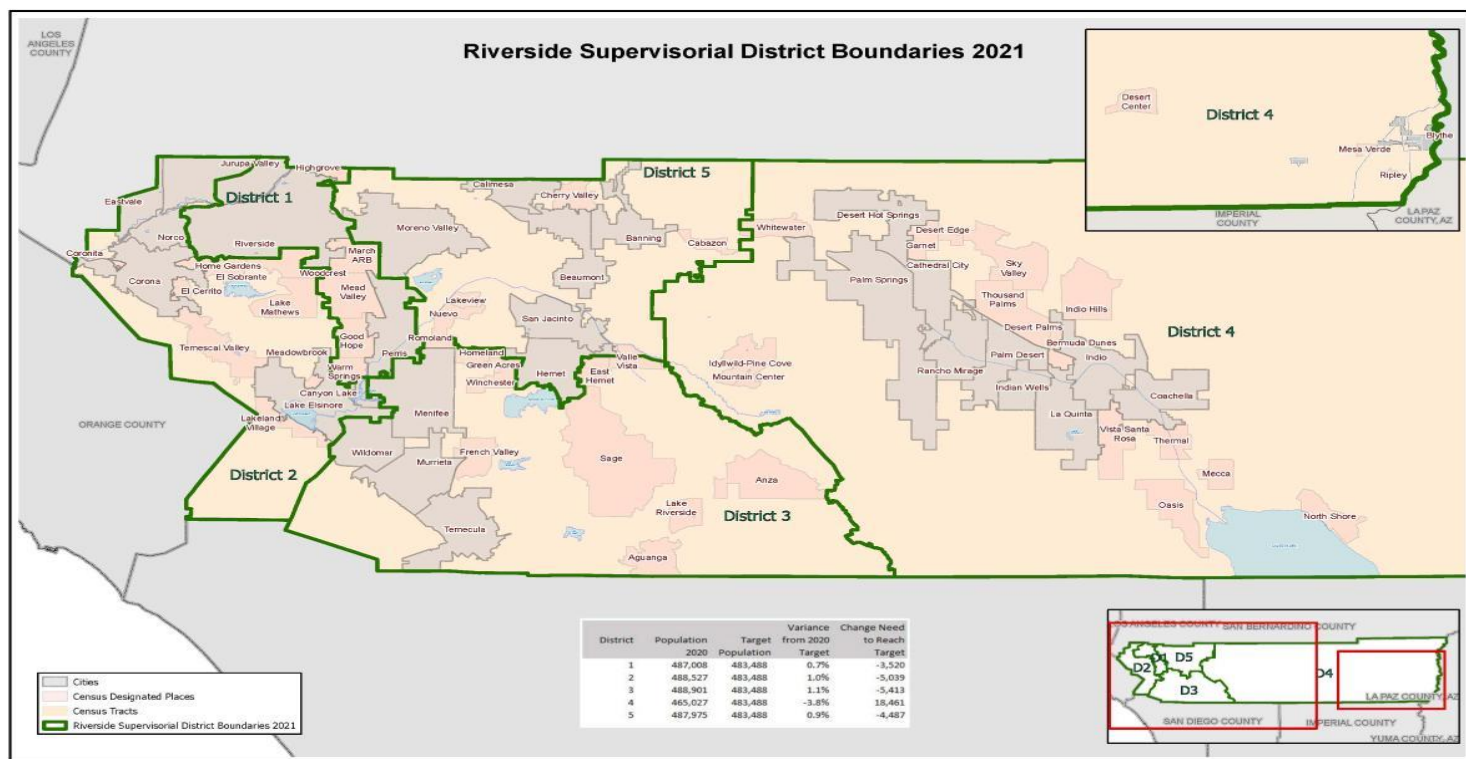 Riverside Supervisorial District Boundaries 2021
LOS
ANGELES
COUNTY
Desert
Center
District 4
Blythe
Mesa Verde
Ripley
IMPERIAL
COUNTY
LA PAZ
COUNTY, AZ
Jurupa Valley
Highgrove
District 1
Eastvale
Norco
Riverside
Coronita
Corona
Home Gardens
El Sobrante
El Cerrito
Woodcrest
March
ARB
Mead
Valley
Lake
Mathews
Temescal Valley
Meadowbrook
Good
Hope
Perris
Warm
Springs
Canyon Lake
Lake Elsinore
Lakeland
Village
ORANGE COUNTY
District 2
Wildomar
Calimesa
Cherry Valley
District 5
Moreno Valley
Banning
Cabazon
Beaumont
Lakeview
Nuevo
San Jacinto
Romoland
Homeland
Green Acres
Winchester
Hemet
East
Hemet
Valle
Vista
Menifee
Murrieta
French Valley
Temecula
Sage
Lake
Riverside
Aguanga
Anza
District 3
Whitewater
Desert Hot Springs
Desert Edge
Garnet
Cathedral City
Palm Springs
Sky
Valley
Thousand
Palms
Indio Hills
Desert Palms
Bermuda Dunes
Idyllwild-Pine Cove
Mountain Center
Rancho Mirage
Palm Desert
Indio
Indian Wells
Coachella
La Quinta
Vista Santa
Rosa
Thermal
Mecca
Oasis
North Shore
District 4
Variance Change Need
District Population Target from 2020 to Reach
2020 Population Target Target
1 487,008 483,488 0.7% -3,520
2 488,527 483,488 1.0% -5,039
3 488,901 483,488 1.1% -5,413
4 465,027 483,488 -3.8% 18,461
5 487,975 483,488 0.9% -4,487
Cities
Census Designated Places
Census Tracts
Riverside Supervisorial District Boundaries 2021
LOS ANGELES COUNTY
SAN BERNARDINO COUNTY
D1
D5
D2
D4
D3
LA PAZ COUNTY, AZ
SAN DIEGO COUNTY
IMPERIAL COUNTY
YUMA COUNTY, AZ